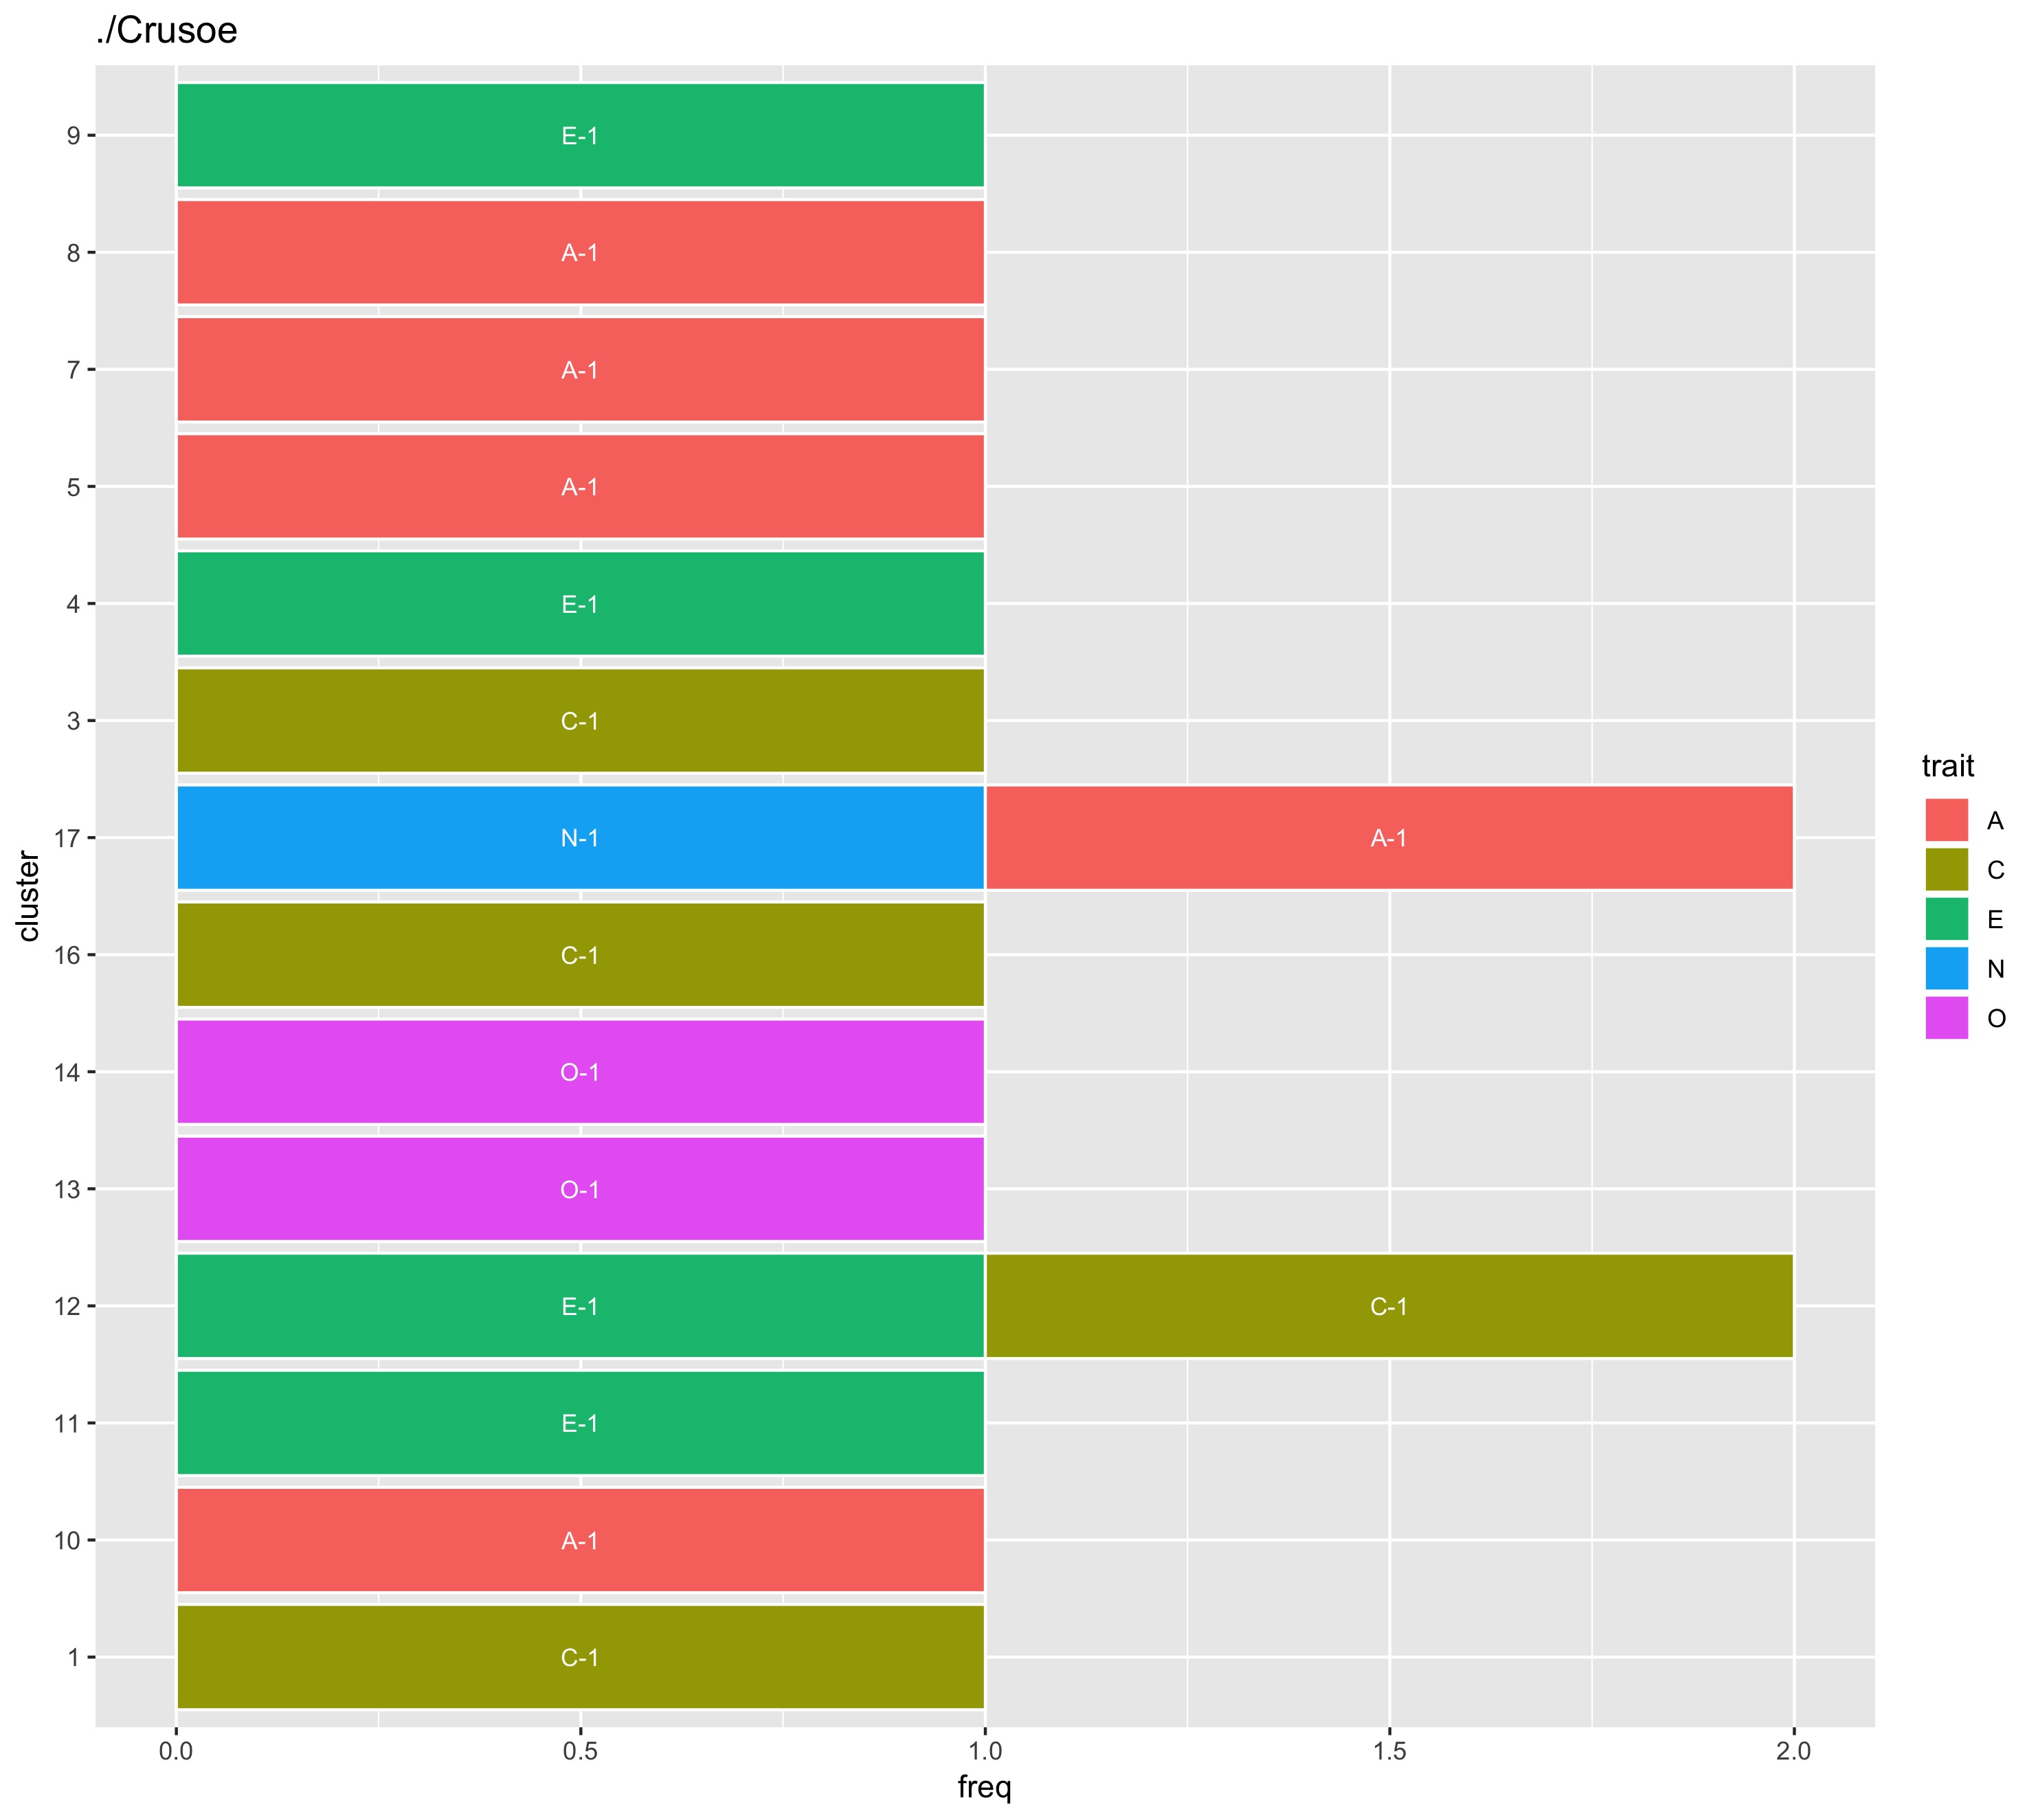 ./Crusoe
cluster
9 E-1
8 A-1
7 A-1
5 A-1
4 E-1
3 C-1
17 N-1 A-1
16 C-1
14 O-1
13 O-1
12 E-1 C-1
11 E-1
10 A-1
1 C-1
0.0 0.5 1.0 1.5 2.0
freq
trait
A
C
E
N
O